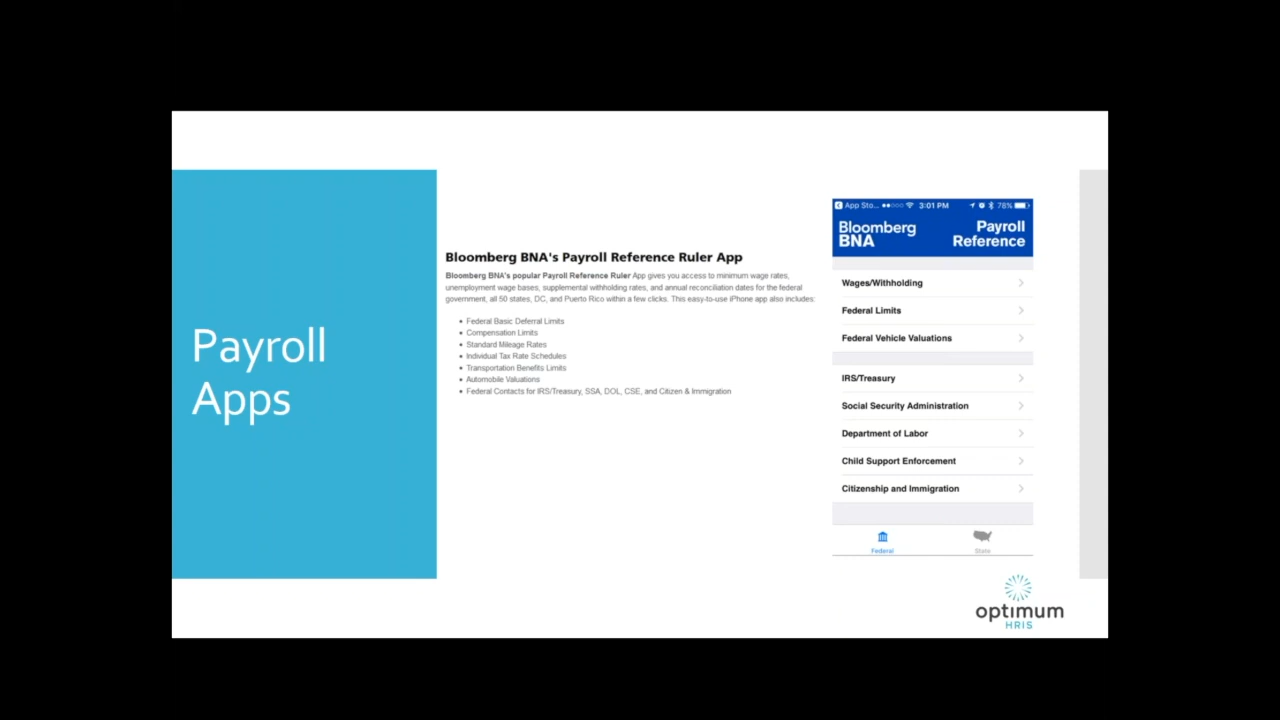 Payroll
Apps
Bloomberg BNA's Payroll Reference Ruler App
Bloomberg BNA's popular Payroll Reference Ruler App gives you access to minimum wage rates,
unemployment wage bases, supplemental withholding rates, and annual reconciliation dates for the federal
government, all 50 states, DC, and Puerto Rico within a few clicks. This easy-to-use iPhone app also includes:
• Federal Basic Deferral Limits
• Compensation Limits
• Standard Mileage Rates
• Individual Tax Rate Schedules
• Transportation Benefits Limits
• Automobile Valuations
• Federal Contacts for IRS/Treasury, SSA, DOL, CSE, and Citizen & Immigration
App Sto... 3:01 PM 78%
Bloomberg
BNA
Payroll
Reference
Wages/Withholding
Federal Limits
Federal Vehicle Valuations
IRS/Treasury
Social Security Administration
Department of Labor
Child Support Enforcement
Citizenship and Immigration
Federal
State
optimum
HRIS